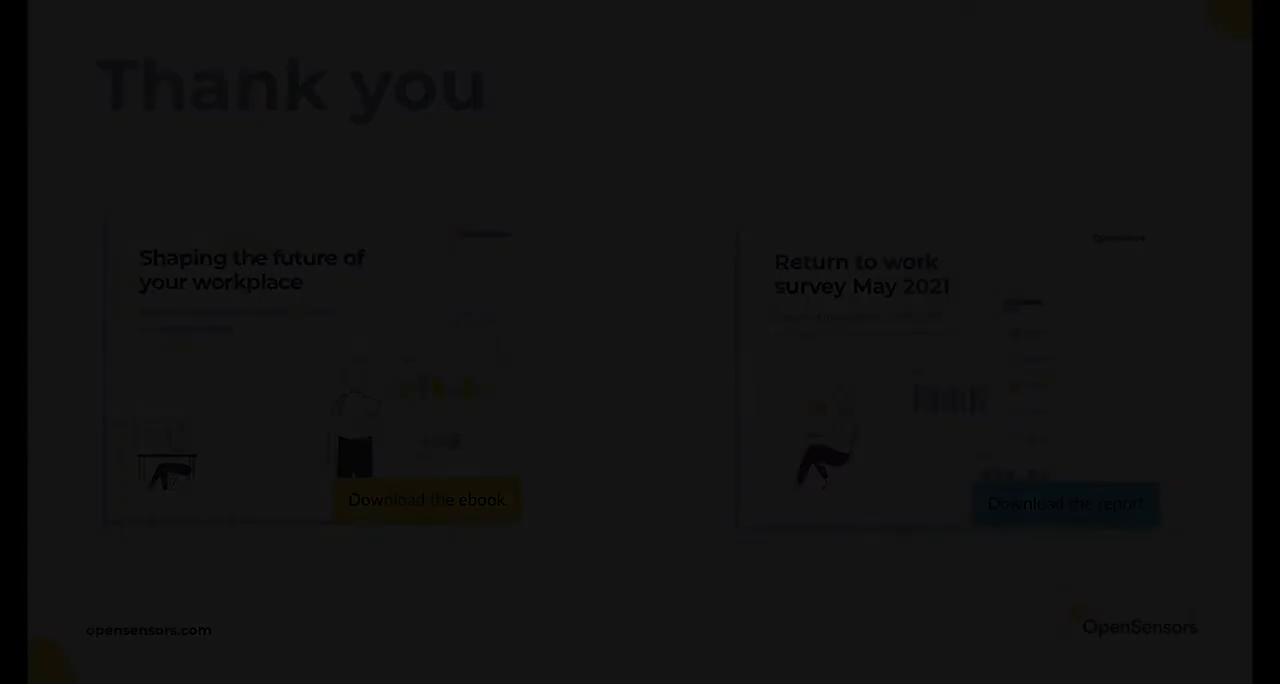 Thank you
Shaping the future of
your workplace
Download the ebook
OpenSensors
Return to work
survey May 2021
Download the report
opensensors.com
OpenSensors